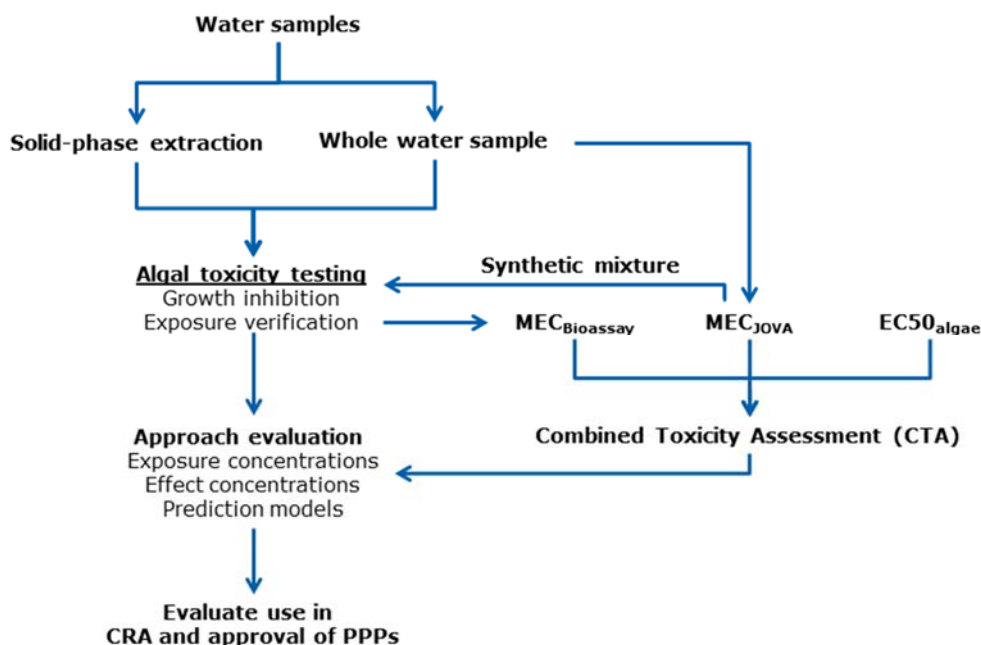 Water samples
Solid-phase extraction
Whole water sample
Synthetic mixture
Algal toxicity testing
Growth inhibition
Exposure verification
MECBioassay
MECJOVA
EC50algae
Approach evaluation
Exposure concentrations
Effect concentrations
Prediction models
Combined Toxicity Assessment (CTA)
Evaluate use in
CRA and approval of PPPs